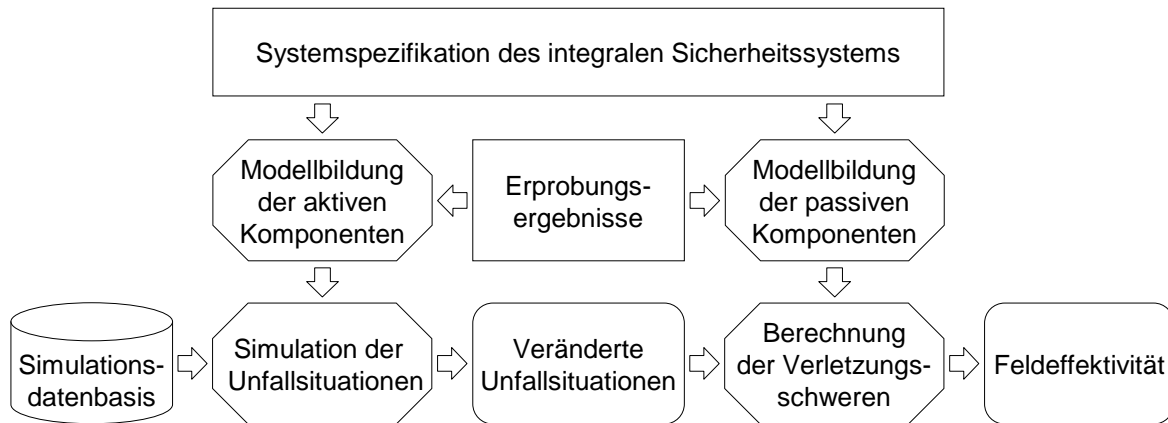 Systemspezifikation des integralen Sicherheitssystems
Modellbildung
der aktiven
Komponenten
Erprobungs-
ergebnisse
Modellbildung
der passiven
Komponenten
Simulations-
datenbasis
Simulation der
Unfallsituationen
Veränderte
Unfallsituationen
Berechnung
der Verletzungs-
schweren
Feldeffektivität